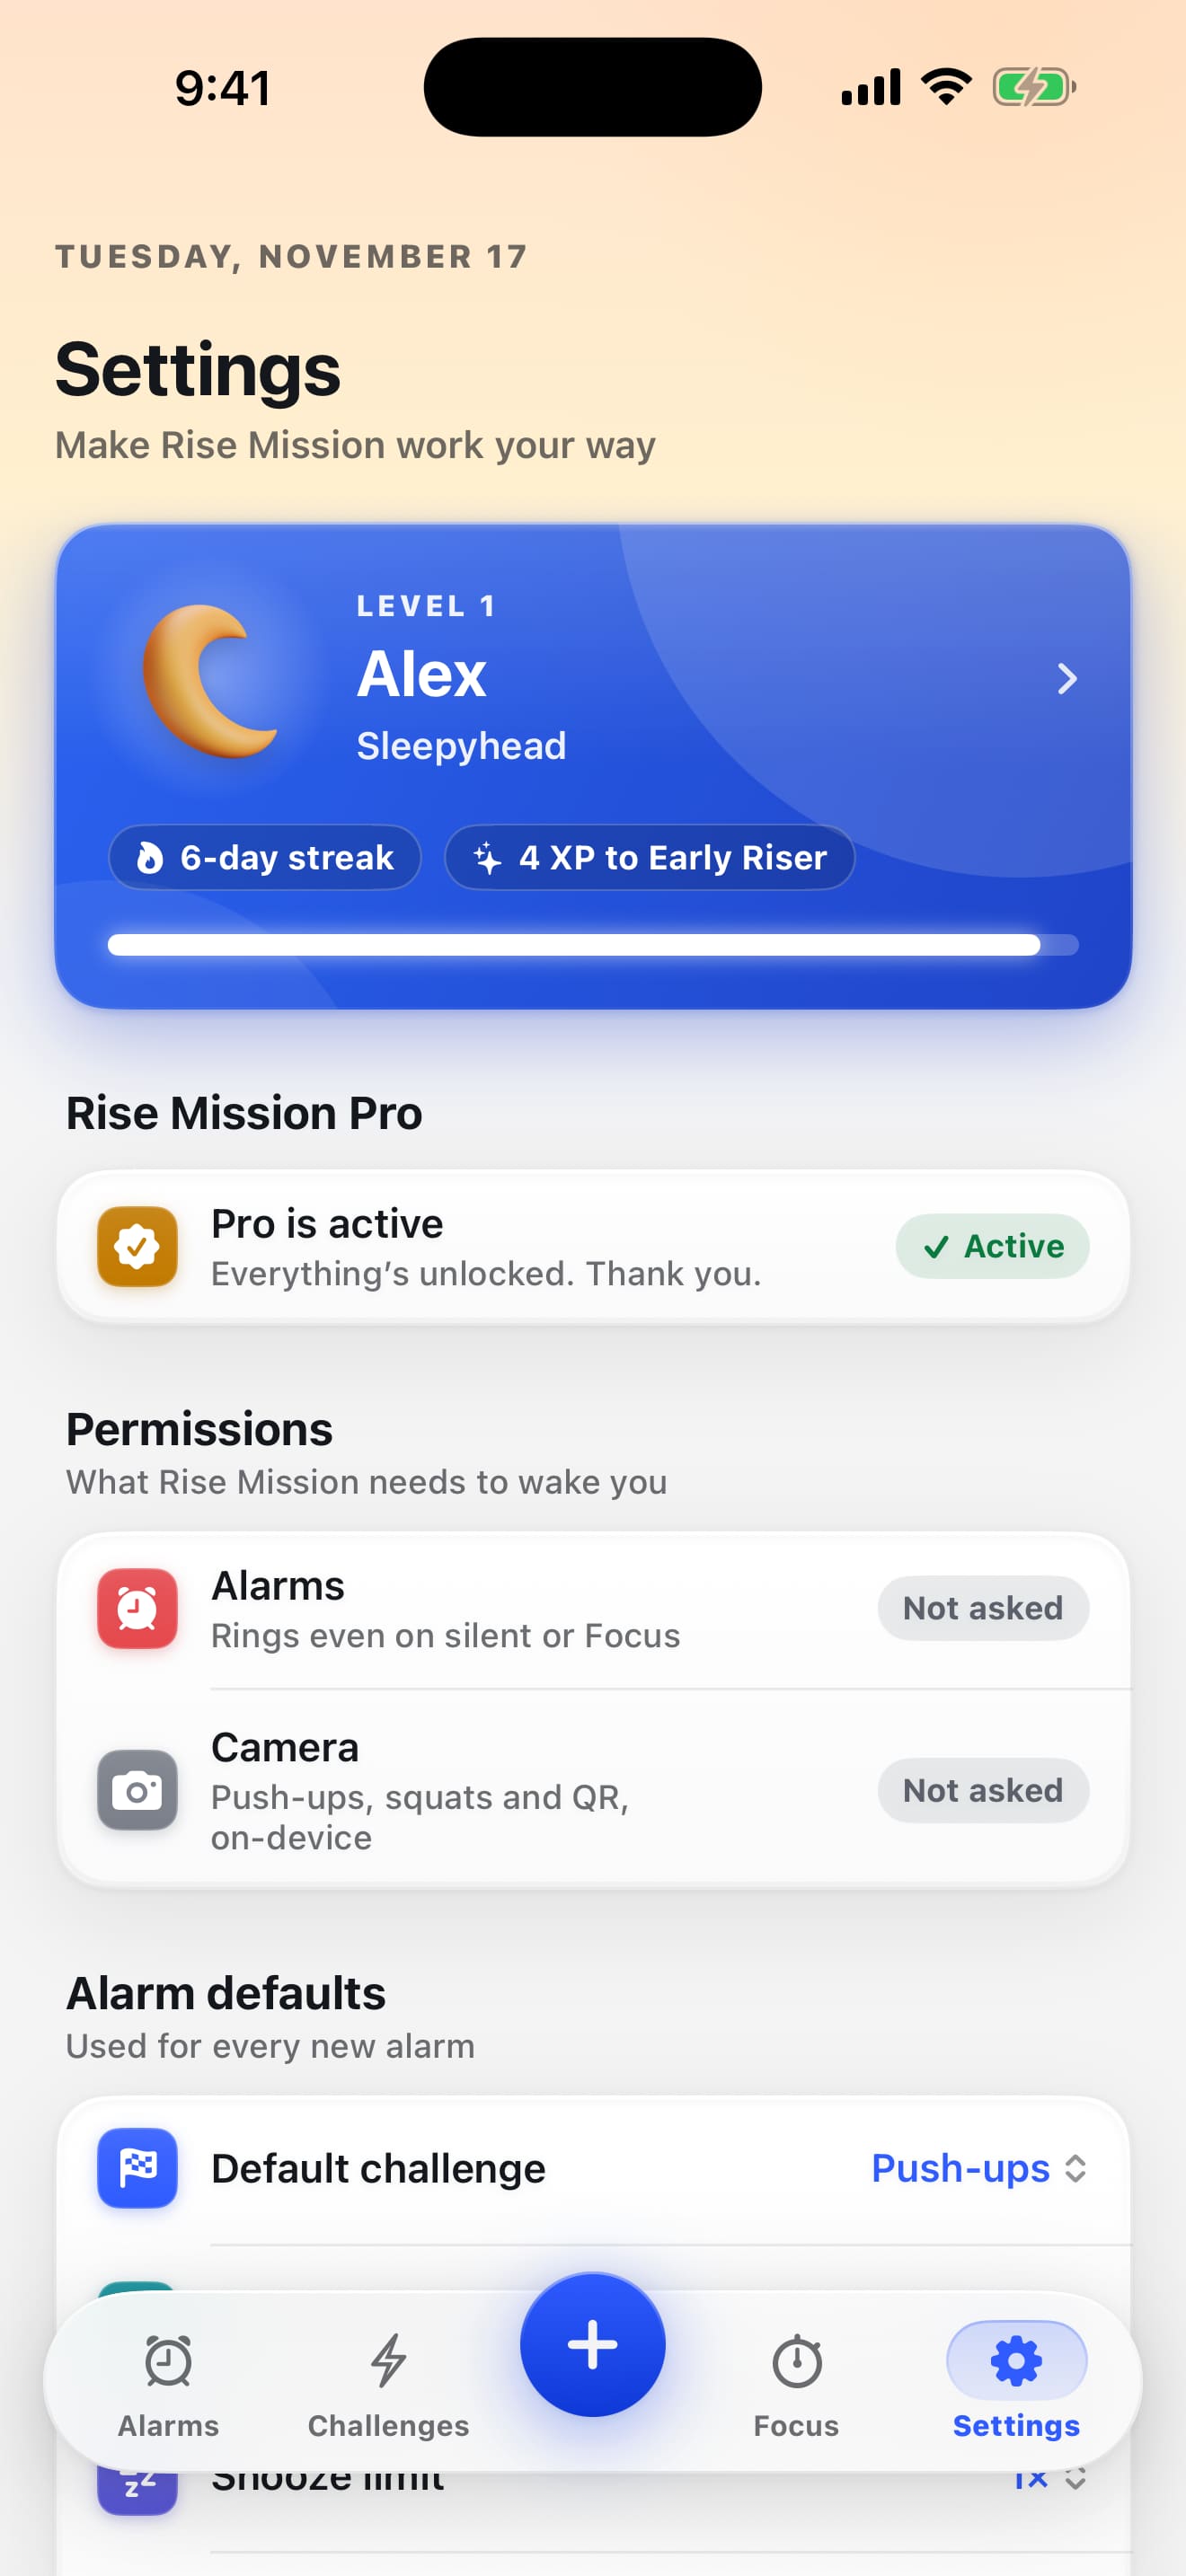 9:41
TUESDAY, NOVEMBER 17
Settings
Make Rise Mission work your way
LEVEL 1
Alex
Sleepyhead
6-day streak
4 XP to Early Riser
Rise Mission Pro
Pro is active
Everything’s unlocked. Thank you.
Active
Permissions
What Rise Mission needs to wake you
Alarms
Rings even on silent or Focus
Not asked
Camera
Push-ups, squats and QR,
on-device
Not asked
Alarm defaults
Used for every new alarm
Default challenge
Push-ups
Alarms
Challenges
Focus
Settings
Snooze limit
1×